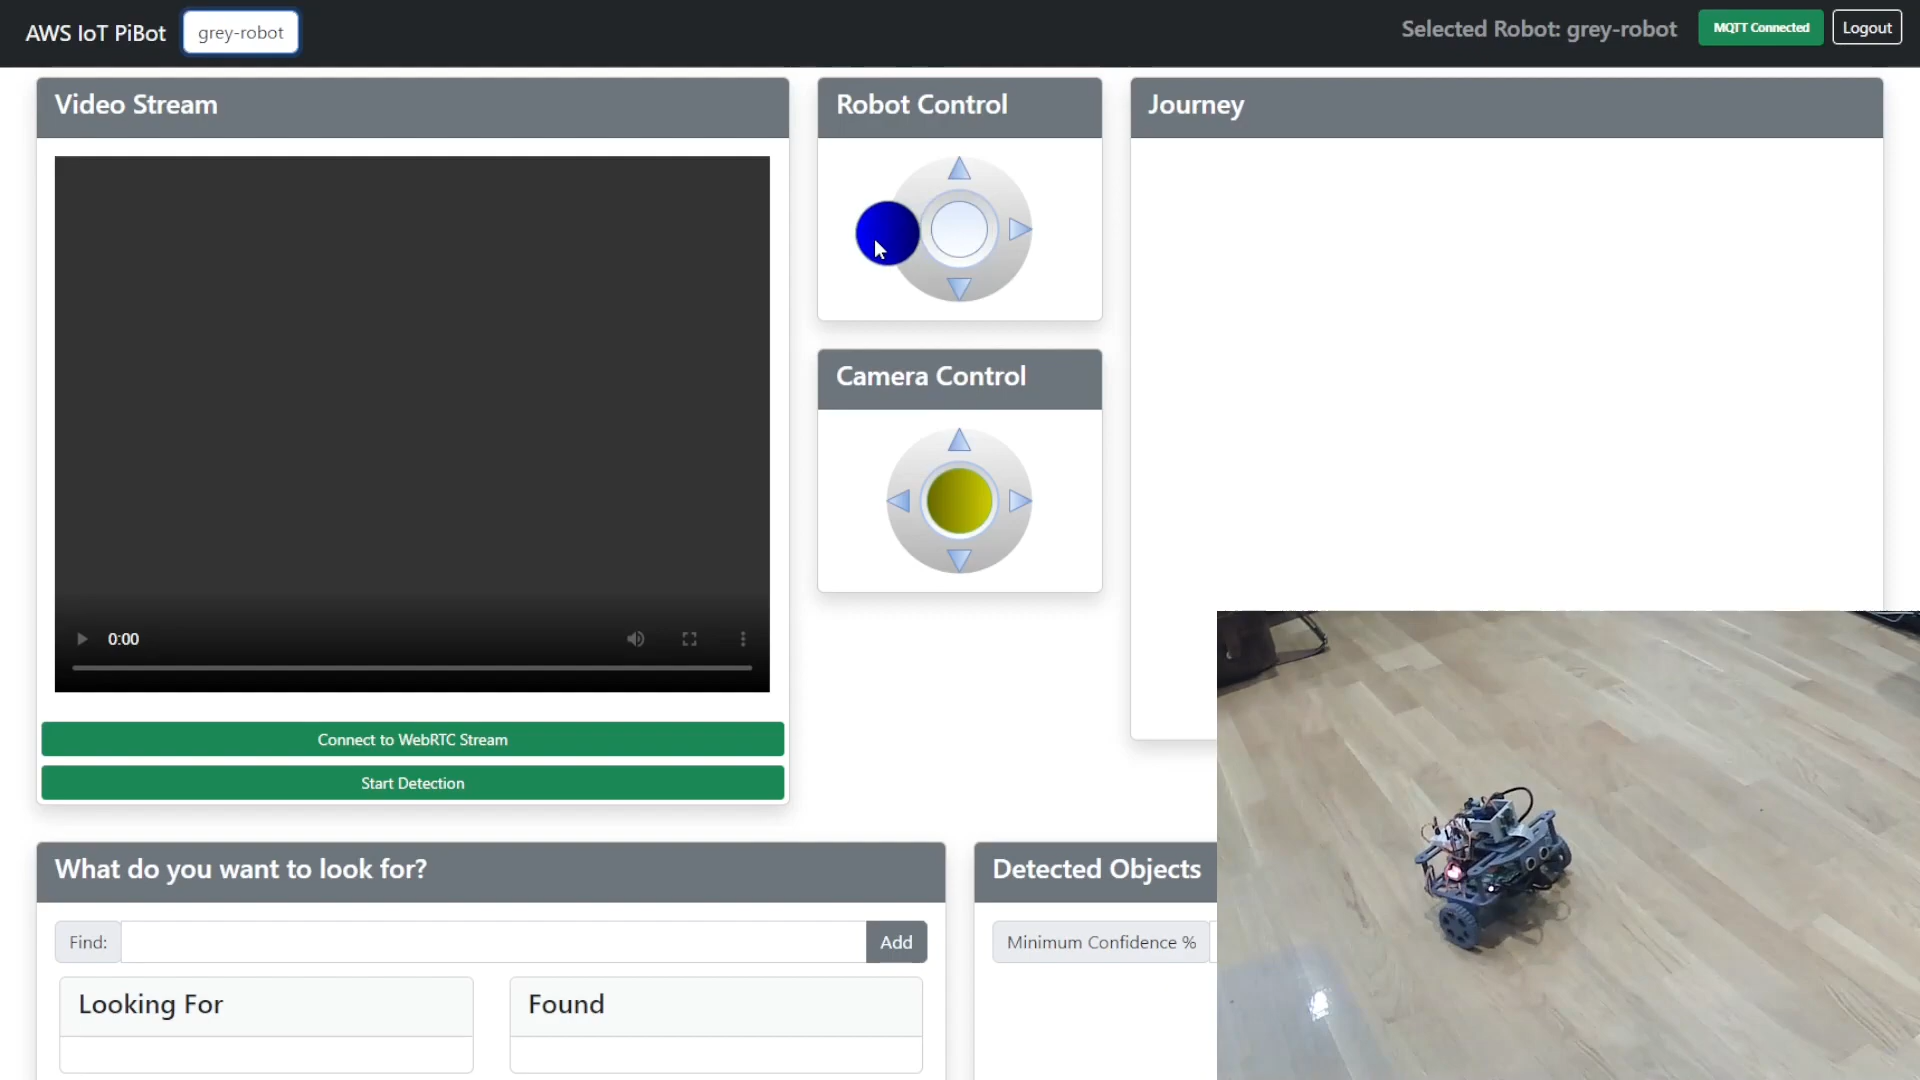 AWS IoT PiBot
grey-robot
Selected Robot: grey-robot
MQTT Connected
Logout
Video Stream
Robot Control
Journey
Camera Control
0:00
Connect to WebRTC Stream
Start Detection
What do you want to look for?
Detected Objects
Find:
Add
Minimum Confidence %
Looking For
Found